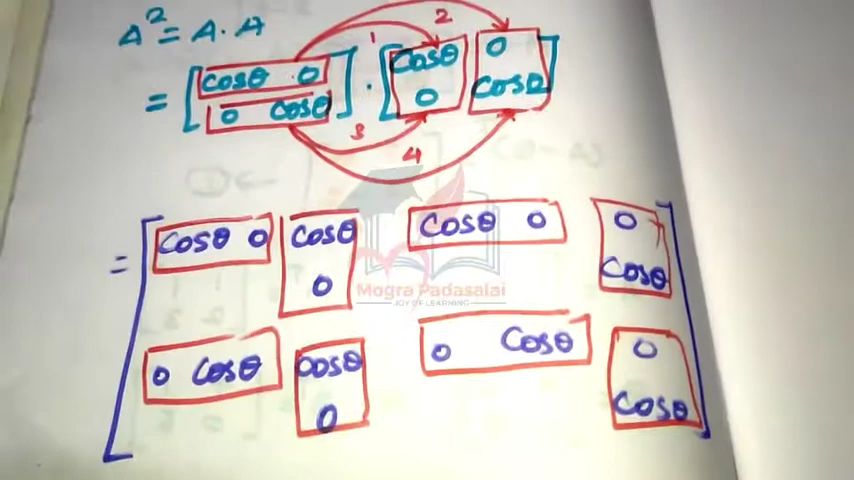 A² = A · A
1 2
= [ cosθ 0 ] · [ cosθ 0 ]
0 cosθ 0 cosθ
3
4
= [ cosθ 0 cosθ cosθ 0 0
0 cosθ
Mogra Padasalai
JOY OF LEARNING
0 cosθ cosθ 0 cosθ 0
0 cosθ ]